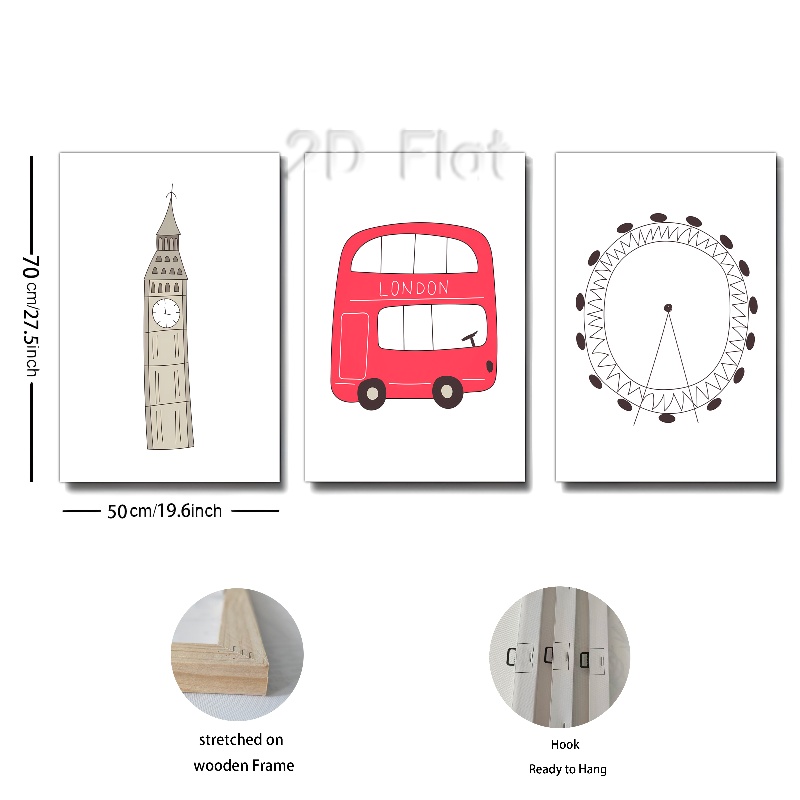 2D Flat
70 cm/27.5inch
LONDON
50cm/19.6inch
stretched on
wooden Frame
Hook
Ready to Hang